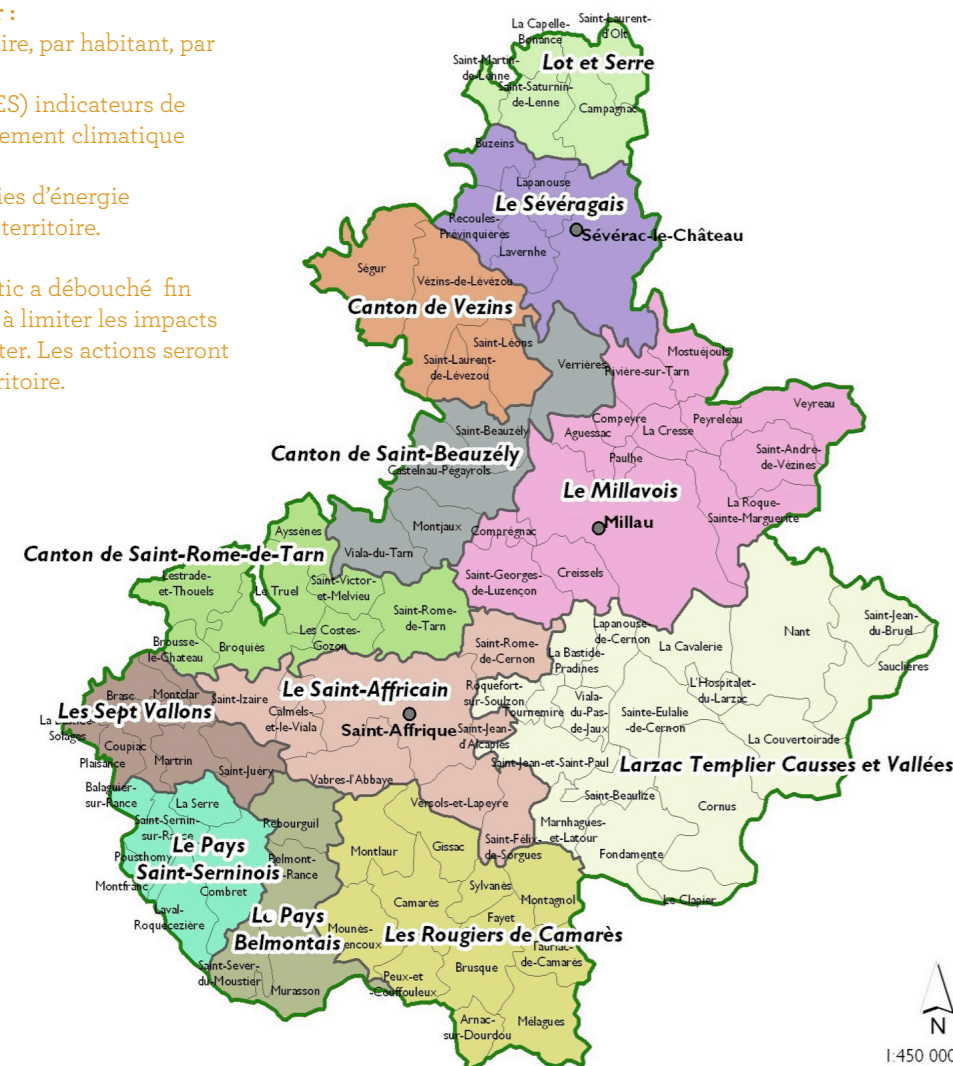 r :
ire, par habitant, par
ES) indicateurs de
ement climatique
ies d’énergie
territoire.
tic a débouché fin
à limiter les impacts
ter. Les actions seront
ritoire.
La Capelle-
Bonance
Saint-Laurent-
d'Olt
Lot et Serre
Saint-Martin-
de-Lenne
Saint-Saturnin-
de-Lenne
Campagnac
Buzeins
Lapanouse
Le Sévéragais
Recoules-
Prévinquières
Sévérac-le-Château
Lavernhe
Ségur
Vézins-de-Lévézou
Canton de Vezins
Saint-Léons
Saint-Laurent-
de-Lévezou
Verrières
Mostuéjouls
Rivière-sur-Tarn
Compeyre
Peyreleau
Veyreau
Aguessac
La Cresse
Saint-Beauzély
Paulhe
Saint-André-
de-Vézines
Canton de Saint-Beauzély
Castelnau-Pégayrols
Le Millavois
La Roque-
Sainte-Marguerite
Millau
Montjaux
Comprégnac
Ayssènes
Viala-du-Tarn
Canton de Saint-Rome-de-Tarn
Lestrade-
et-Thouels
Le Truel
Saint-Victor-
et-Melvieu
Saint-Georges-
de-Luzençon
Creissels
Saint-Rome-
de-Tarn
Les Costes-
Gozon
Brousse-
le-Chateau
Broquiès
Saint-Rome-
de-Cernon
Lapanouse-
de-Cernon
La Bastide-
Pradines
La Cavalerie
Nant
Saint-Jean-
du-Bruel
Sauclières
Brasc
Montclar
Saint-Izaire
Le Saint-Affricain
Roquefort-
sur-Soulzon
L'Hospitalet-
du-Larzac
Les Sept Vallons
Calmels-
et-le-Viala
Saint-Affrique
Tournemire
Viala-
du-Pas-
de-Jaux
Sainte-Eulalie
-de-Cernon
La
Solages
Saint-Jean-
d'Alcapies
La Couvertoirade
Coupiac
Plaisance
Martrin
Saint-Juéry
Vabres-l'Abbaye
Saint-Jean-et-Saint-Paul
Larzac Templier Causses et Vallées
Balaguier-
sur-Rance
La Serre
Versols-et-Lapeyre
Saint-Beaulize
Cornus
Saint-Sernin-
sur-Rance
Rebourguil
Marnhagues-
et-Latour
Le Pays
Saint-Serninois
Montlaur
Gissac
Saint-Félix-
de-Sorgues
Fondamente
Pousthomy
Belmont-
-Rance
Montfranc
Combret
Sylvanès
Montagnol
Le Clapier
Camarès
Laval-
Roquecezière
Le Pays
Belmontais
Fayet
Mounès-
Les Rougiers de Camarès
de-Camarès
Saint-Sever-
du-Moustier
Murasson
Peux-et
-Couffouleux
Brusque
Arnac-
sur-Dourdou
Mélagues
N
1:450 000